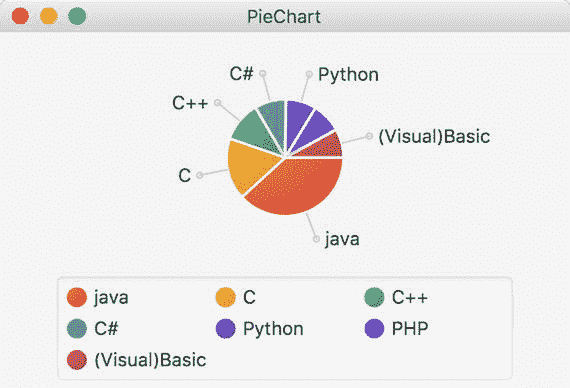 PieChart
C#
Python
C++
(Visual)Basic
C
java
java
C
C++
C#
Python
PHP
(Visual)Basic